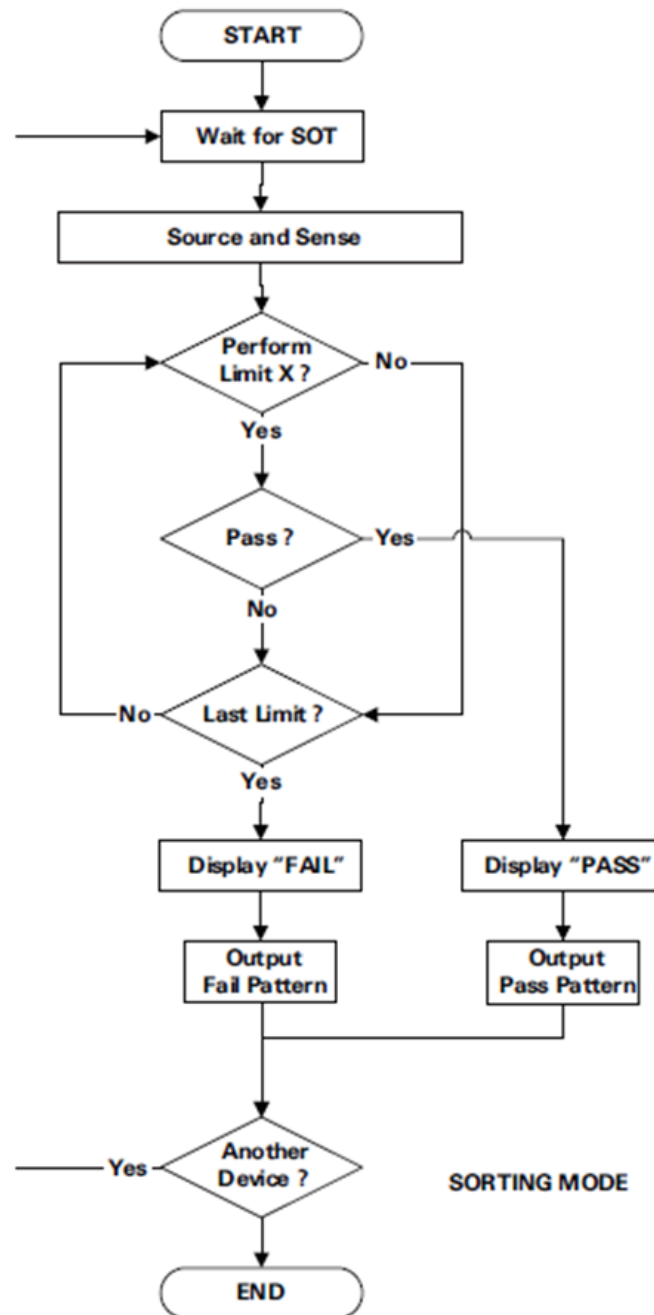 START
Wait for SOT
Source and Sense
Perform
Limit X ?
No
Yes
Pass ?
Yes
No
Last Limit ?
No
Yes
Display "FAIL"
Display "PASS"
Output
Fail Pattern
Output
Pass Pattern
Another
Device ?
Yes
SORTING MODE
END